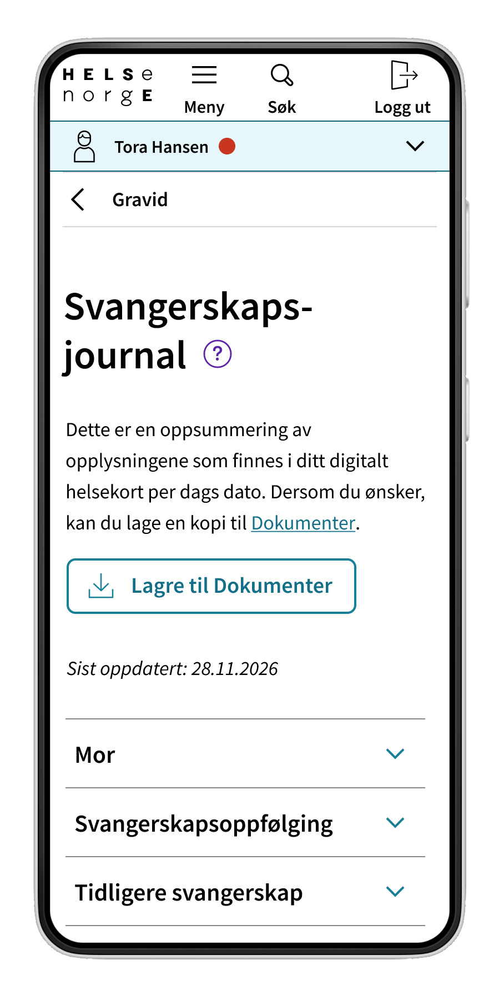 HELSe
norgE
Meny
Søk
Logg ut
Tora Hansen
Gravid
Svangerskaps-
journal ?
Dette er en oppsummering av
opplysningene som finnes i ditt digitalt
helsekort per dags dato. Dersom du ønsker,
kan du lage en kopi til Dokumenter.
Lagre til Dokumenter
Sist oppdatert: 28.11.2026
Mor
Svangerskapsoppfølging
Tidligere svangerskap